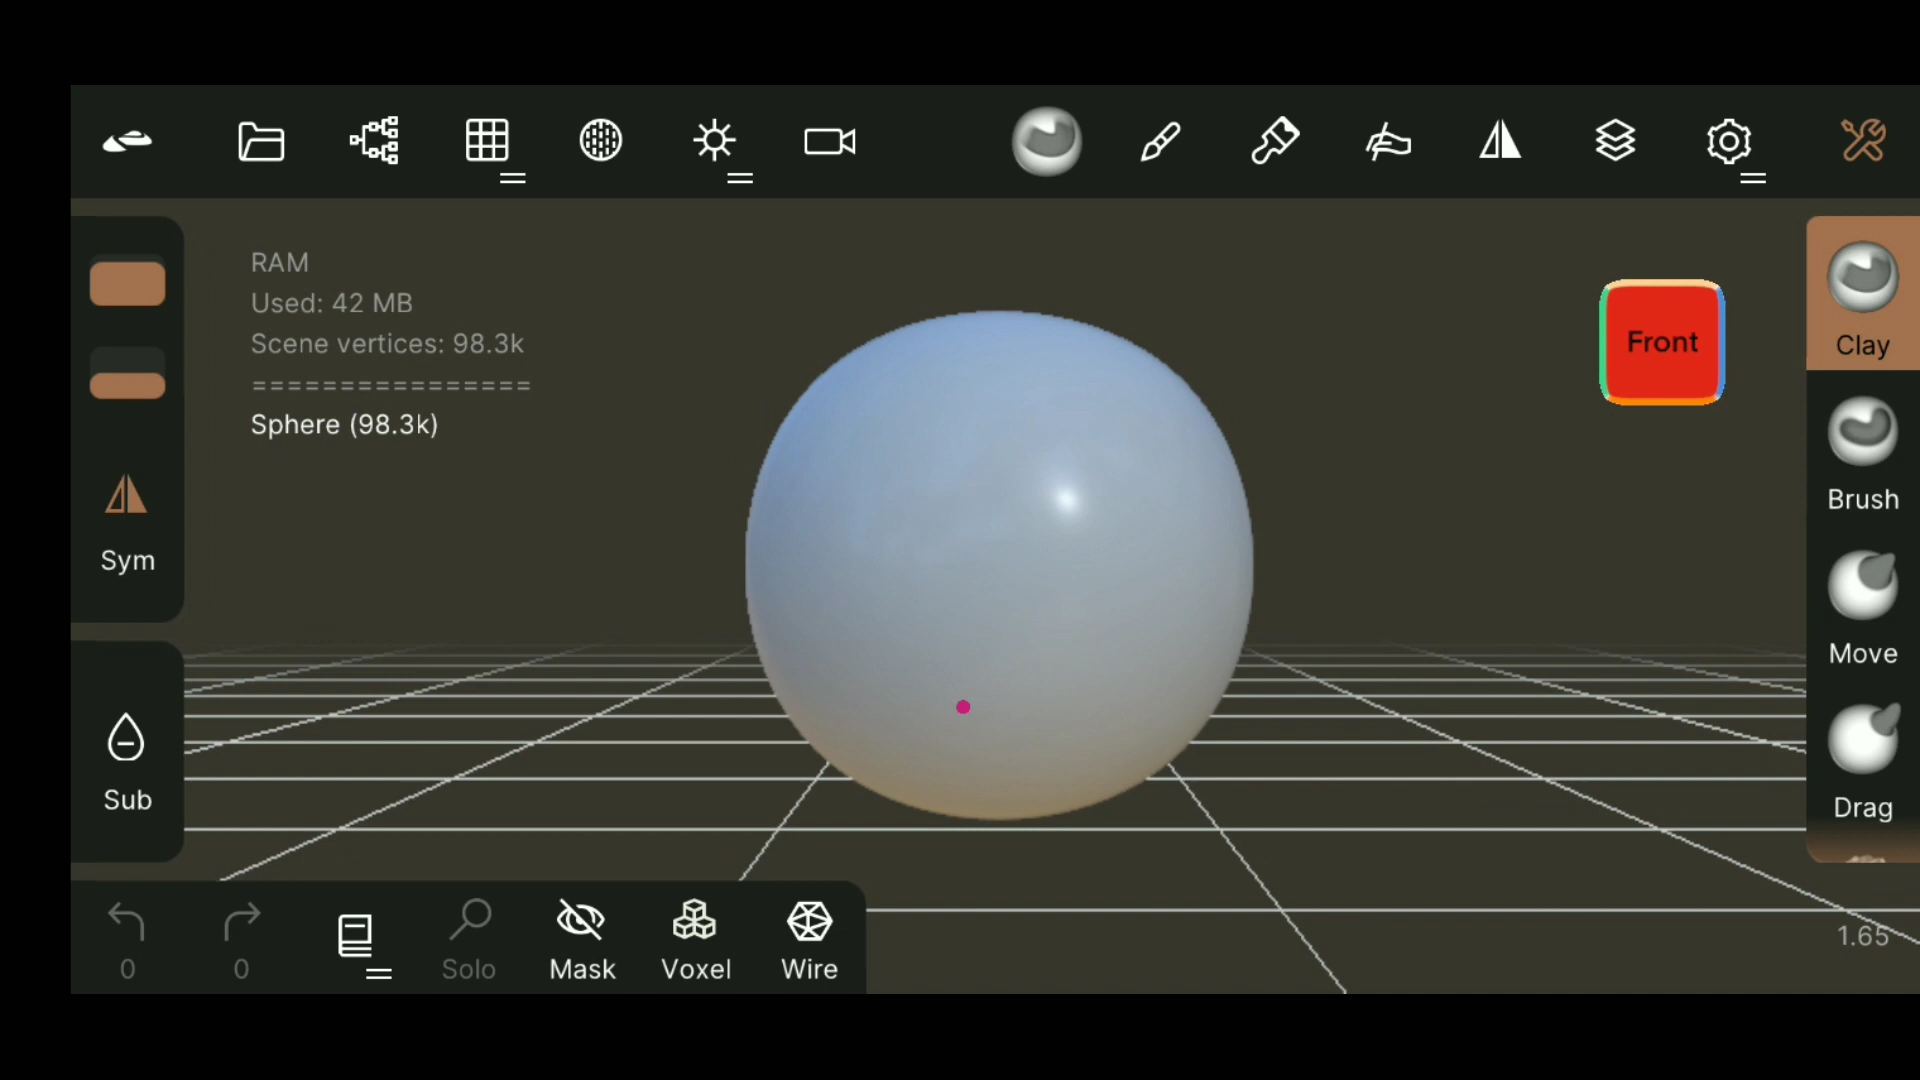 RAM
Used: 42 MB
Scene vertices: 98.3k
================
Sphere (98.3k)
Front
Sym
Sub
Clay
Brush
Move
Drag
0
0
Solo
Mask
Voxel
Wire
1.65